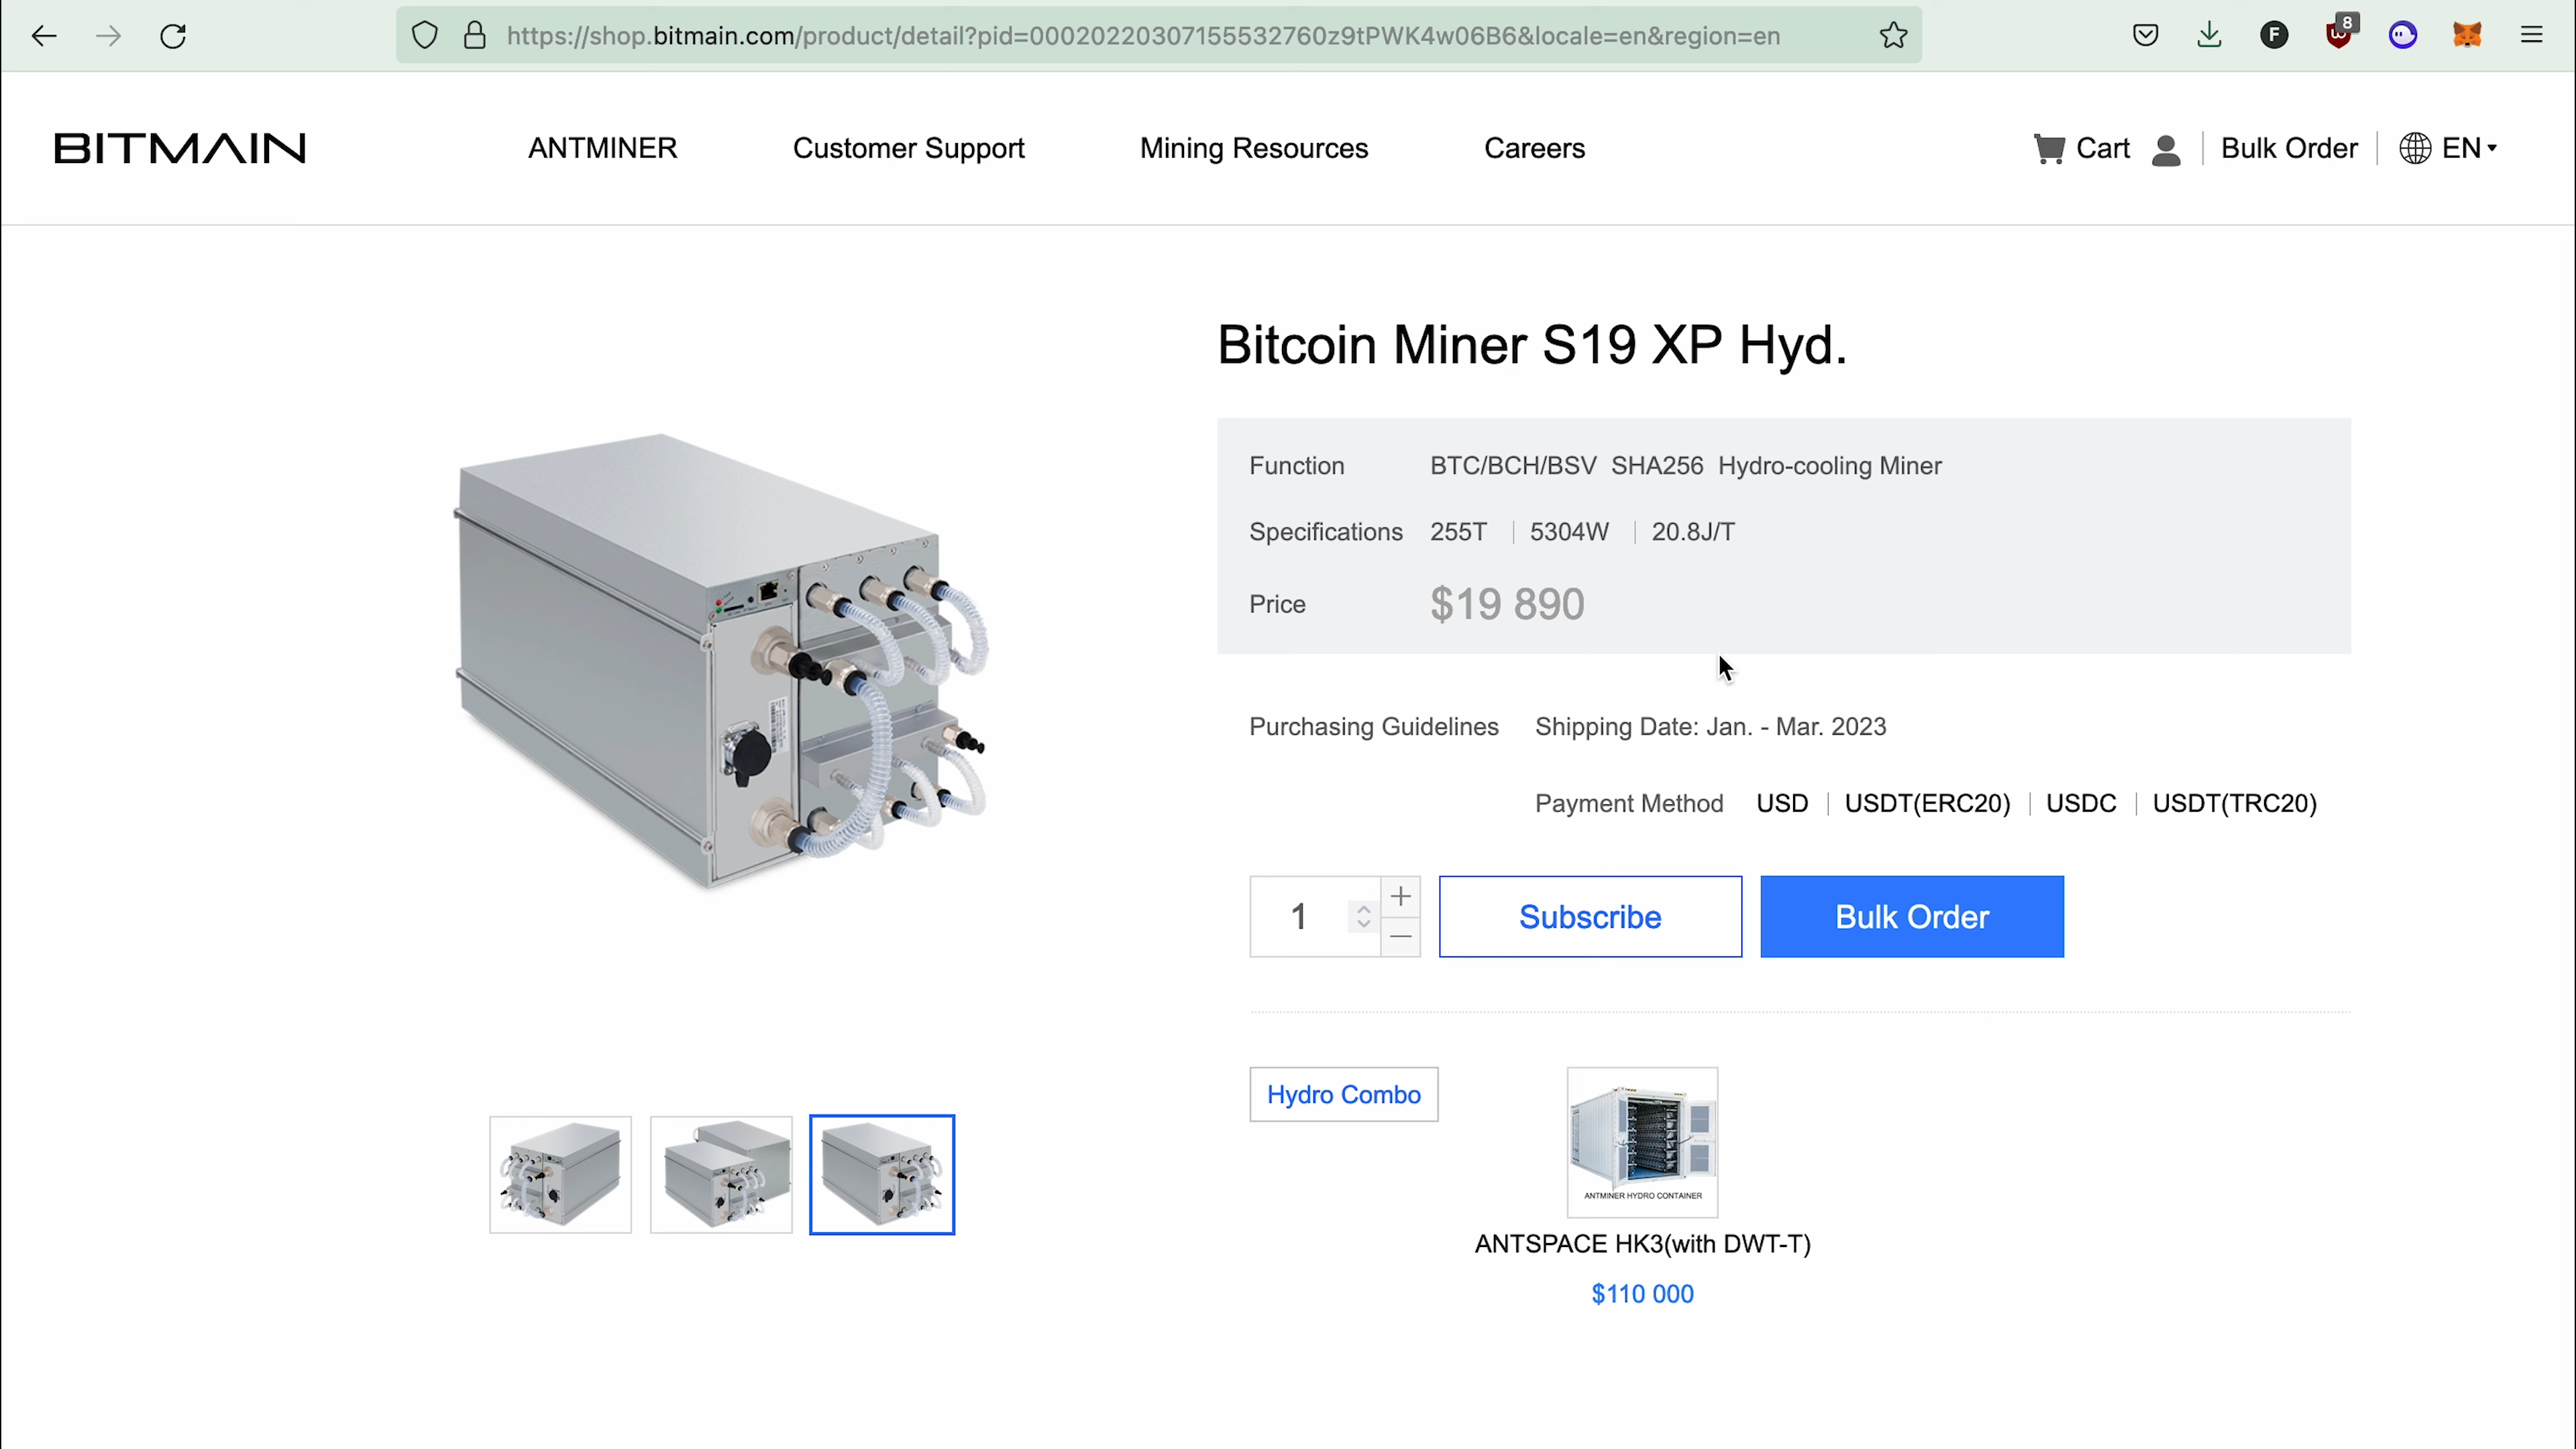 https://shop.bitmain.com/product/detail?pid=00020220307155532760z9tPWK4w06B6&locale=en&region=en
F
8
BITMAIN
ANTMINER
Customer Support
Mining Resources
Careers
Cart
Bulk Order
EN
Bitcoin Miner S19 XP Hyd.
Function BTC/BCH/BSV SHA256 Hydro-cooling Miner
Specifications 255T 5304W 20.8J/T
Price $19 890
Purchasing Guidelines Shipping Date: Jan. - Mar. 2023
Payment Method USD USDT(ERC20) USDC USDT(TRC20)
1
Subscribe
Bulk Order
Hydro Combo
ANTMINER HYDRO CONTAINER
ANTSPACE HK3(with DWT-T)
$110 000